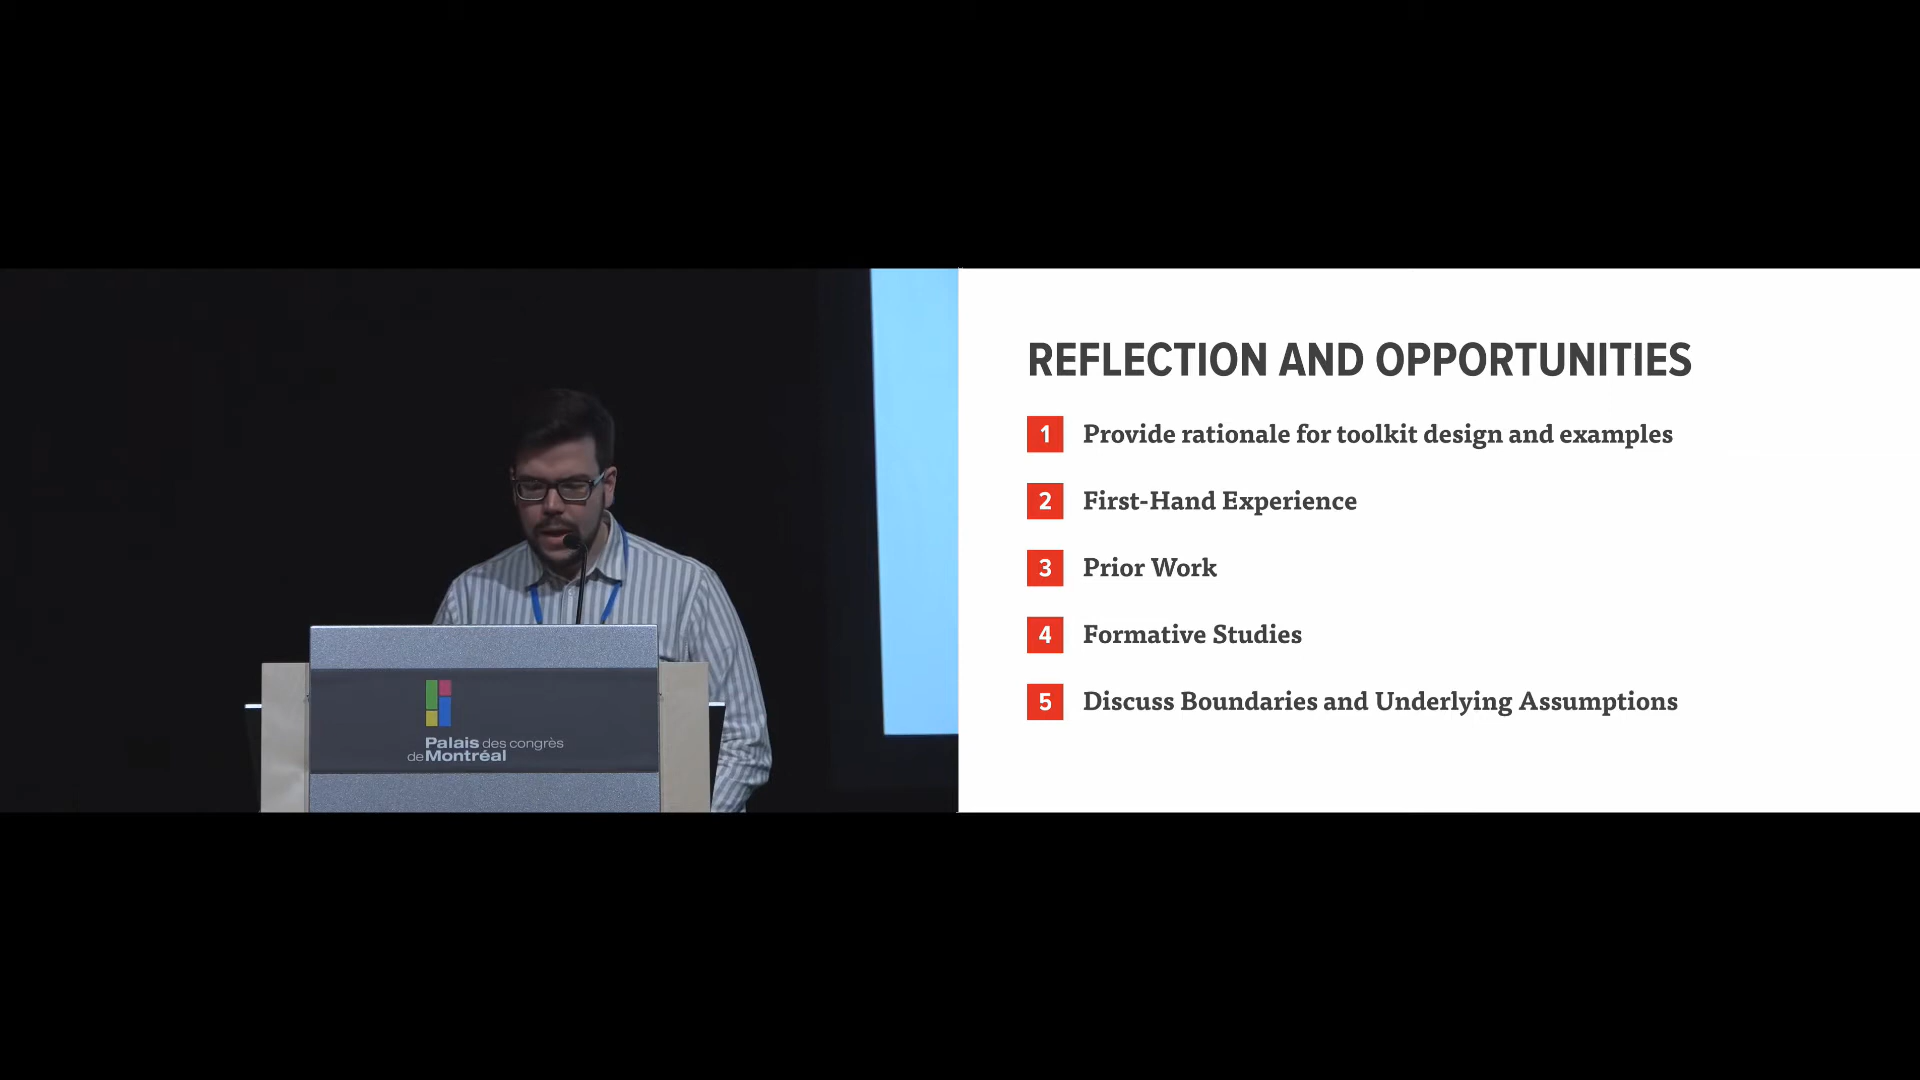 REFLECTION AND OPPORTUNITIES
1 Provide rationale for toolkit design and examples
2 First-Hand Experience
3 Prior Work
4 Formative Studies
5 Discuss Boundaries and Underlying Assumptions
Palais des congrès
de Montréal